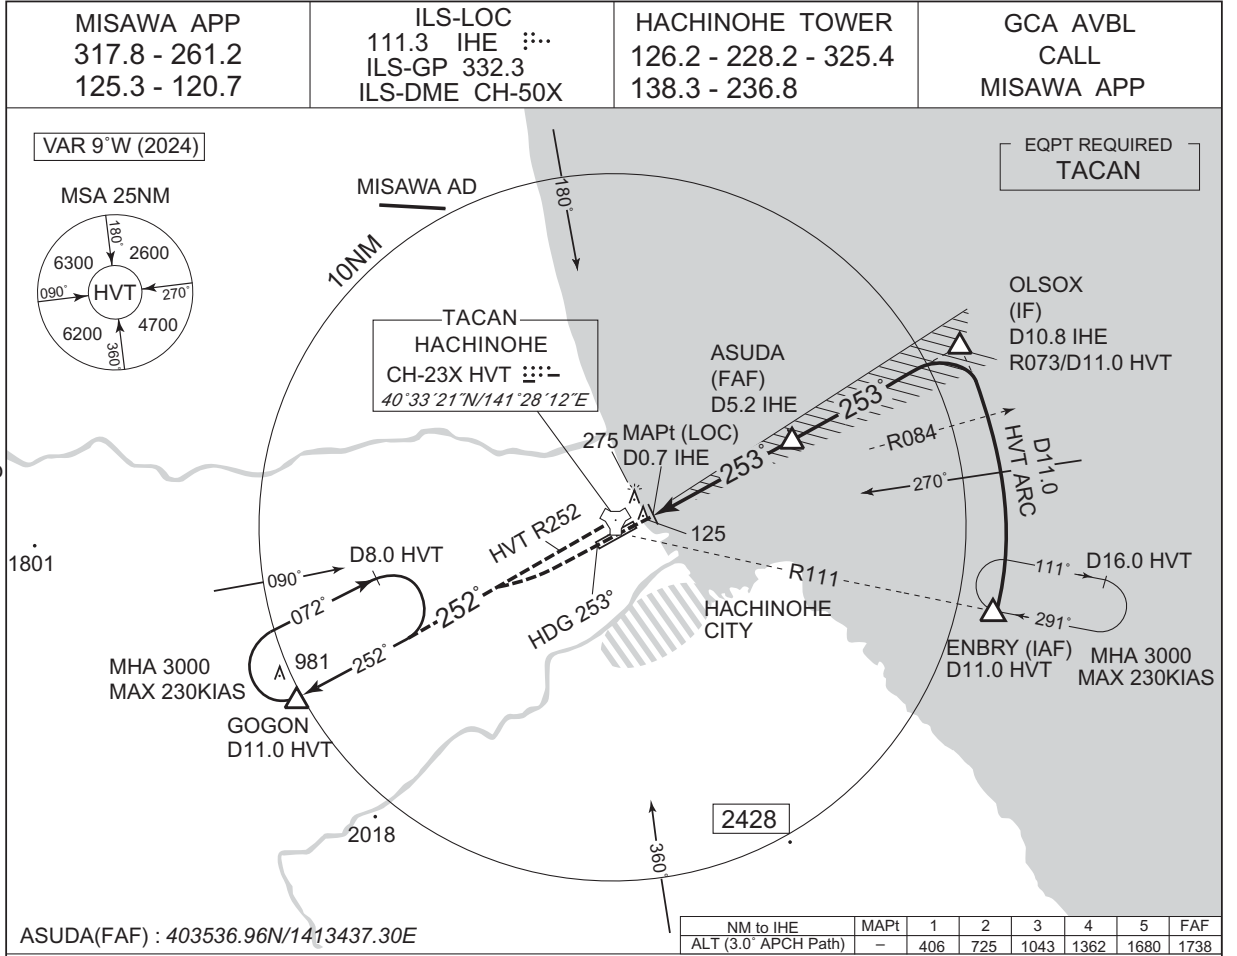 MISAWA APP
317.8 - 261.2
125.3 - 120.7
ILS-LOC
111.3 IHE
ILS-GP 332.3
ILS-DME CH-50X
HACHINOHE TOWER
126.2 - 228.2 - 325.4
138.3 - 236.8
GCA AVBL
CALL
MISAWA APP
VAR 9°W (2024)
MSA 25NM
180°
6300
2600
090°
HVT
270°
6200
4700
360°
MISAWA AD
10NM
180°
EQPT REQUIRED
TACAN
TACAN
HACHINOHE
CH-23X HVT
40°33´21˝N/141°28´12˝E
OLSOX
(IF)
D10.8 IHE
R073/D11.0 HVT
ASUDA
(FAF)
D5.2 IHE
253°
R084
D11.0
HVT ARC
270°
275
MAPt (LOC)
D0.7 IHE
253°
125
HVT R252
1801
D8.0 HVT
090°
072°
252°
HDG 253°
R111
111°
D16.0 HVT
291°
HACHINOHE
CITY
ENBRY (IAF)
D11.0 HVT
MHA 3000
MAX 230KIAS
MHA 3000
MAX 230KIAS
981
252°
GOGON
D11.0 HVT
2018
2428
360°
ASUDA(FAF) : 403536.96N/1413437.30E
NM to IHE MAPt 1 2 3 4 5 FAF
ALT (3.0° APCH Path) – 406 725 1043 1362 1680 1738